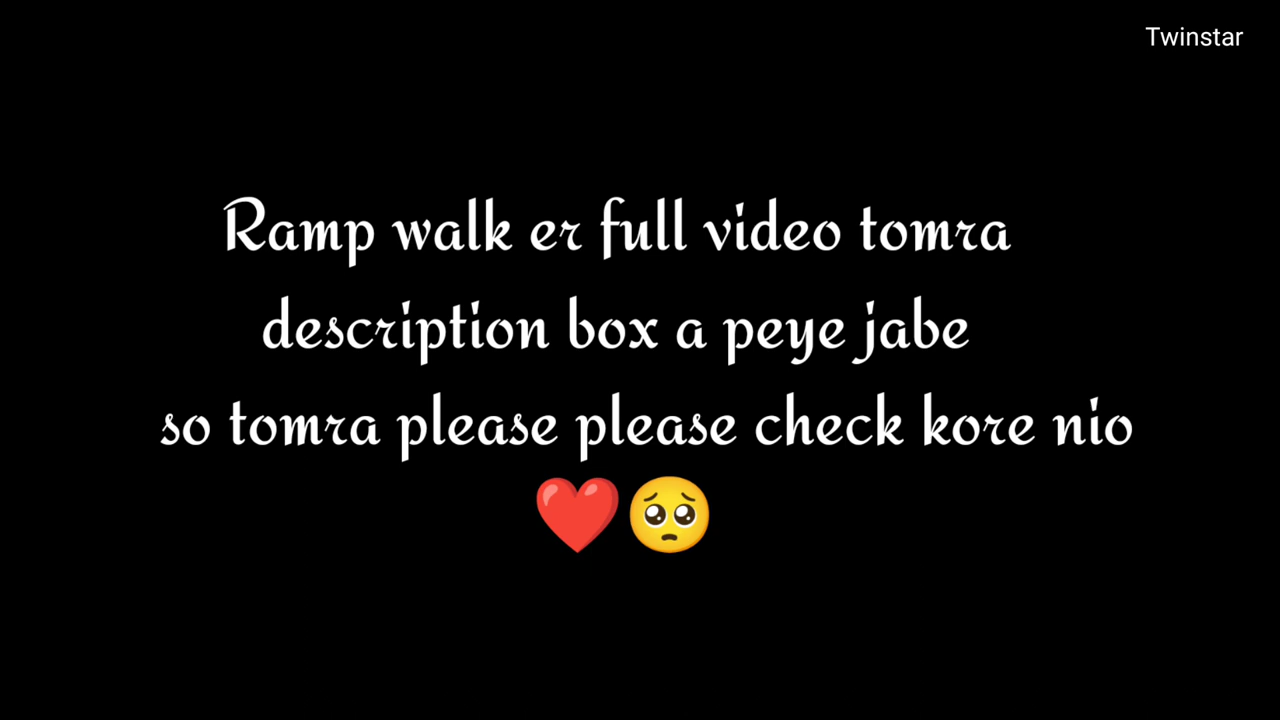 Twinstar
Ramp walk er full video tomra
description box a peye jabe
so tomra please please check kore nio
❤️🥺